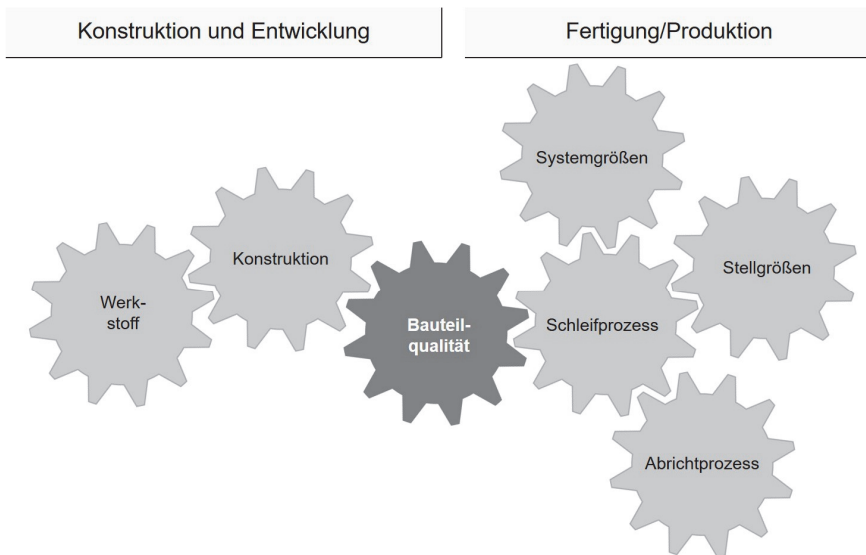 Konstruktion und Entwicklung
Fertigung/Produktion
Systemgrößen
Konstruktion
Stellgrößen
Werk-
stoff
Bauteil-
qualität
Schleifprozess
Abrichtprozess